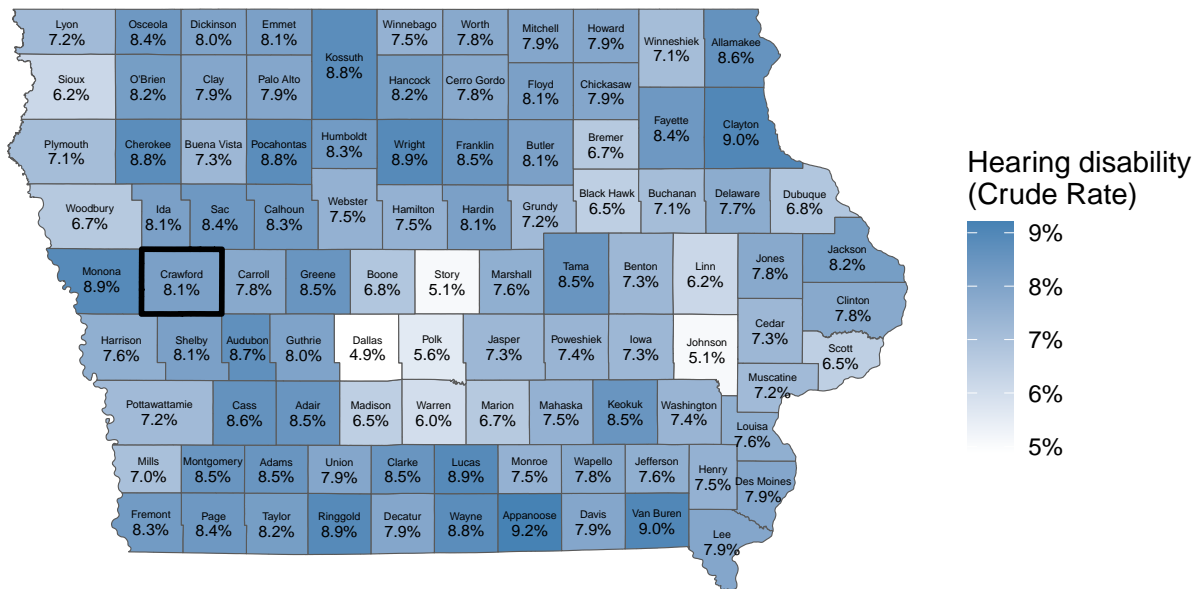 Lyon
7.2%
Osceola
8.4%
Dickinson
8.0%
Emmet
8.1%
Kossuth
8.8%
Winnebago
7.5%
Worth
7.8%
Mitchell
7.9%
Howard
7.9%
Winneshiek
7.1%
Allamakee
8.6%
Sioux
6.2%
O'Brien
8.2%
Clay
7.9%
Palo Alto
7.9%
Hancock
8.2%
Cerro Gordo
7.8%
Floyd
8.1%
Chickasaw
7.9%
Fayette
8.4%
Clayton
9.0%
Plymouth
7.1%
Cherokee
8.8%
Buena Vista
7.3%
Pocahontas
8.8%
Humboldt
8.3%
Wright
8.9%
Franklin
8.5%
Butler
8.1%
Bremer
6.7%
Woodbury
6.7%
Ida
8.1%
Sac
8.4%
Calhoun
8.3%
Webster
7.5%
Hamilton
7.5%
Hardin
8.1%
Grundy
7.2%
Black Hawk
6.5%
Buchanan
7.1%
Delaware
7.7%
Dubuque
6.8%
Monona
8.9%
Crawford
8.1%
Carroll
7.8%
Greene
8.5%
Boone
6.8%
Story
5.1%
Marshall
7.6%
Tama
8.5%
Benton
7.3%
Linn
6.2%
Jones
7.8%
Jackson
8.2%
Clinton
7.8%
Harrison
7.6%
Shelby
8.1%
Audubon
8.7%
Guthrie
8.0%
Dallas
4.9%
Polk
5.6%
Jasper
7.3%
Poweshiek
7.4%
Iowa
7.3%
Johnson
5.1%
Cedar
7.3%
Scott
6.5%
Muscatine
7.2%
Pottawattamie
7.2%
Cass
8.6%
Adair
8.5%
Madison
6.5%
Warren
6.0%
Marion
6.7%
Mahaska
7.5%
Keokuk
8.5%
Washington
7.4%
Louisa
7.6%
Mills
7.0%
Montgomery
8.5%
Adams
8.5%
Union
7.9%
Clarke
8.5%
Lucas
8.9%
Monroe
7.5%
Wapello
7.8%
Jefferson
7.6%
Henry
7.5%
Des Moines
7.9%
Fremont
8.3%
Page
8.4%
Taylor
8.2%
Ringgold
8.9%
Decatur
7.9%
Wayne
8.8%
Appanoose
9.2%
Davis
7.9%
Van Buren
9.0%
Lee
7.9%
Hearing disability
(Crude Rate)
9%
8%
7%
6%
5%